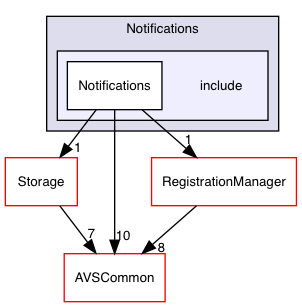 Notifications
Notifications include
1
1
Storage
RegistrationManager
7
10
8
AVSCommon